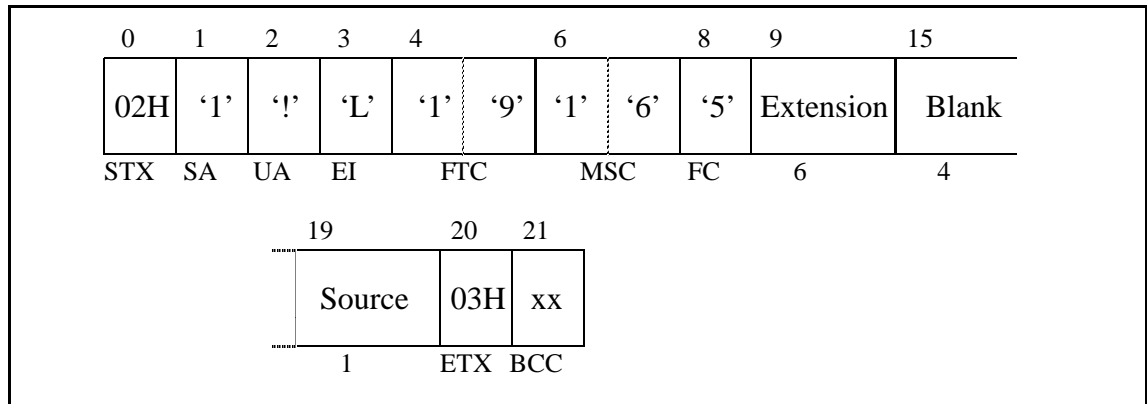 0 1 2 3 4 6 8 9 15
02H ‘1’ ‘!’ ‘L’ ‘1’ ‘9’ ‘1’ ‘6’ ‘5’ Extension Blank
STX SA UA EI FTC MSC FC 6 4
19 20 21
Source 03H xx
1 ETX BCC